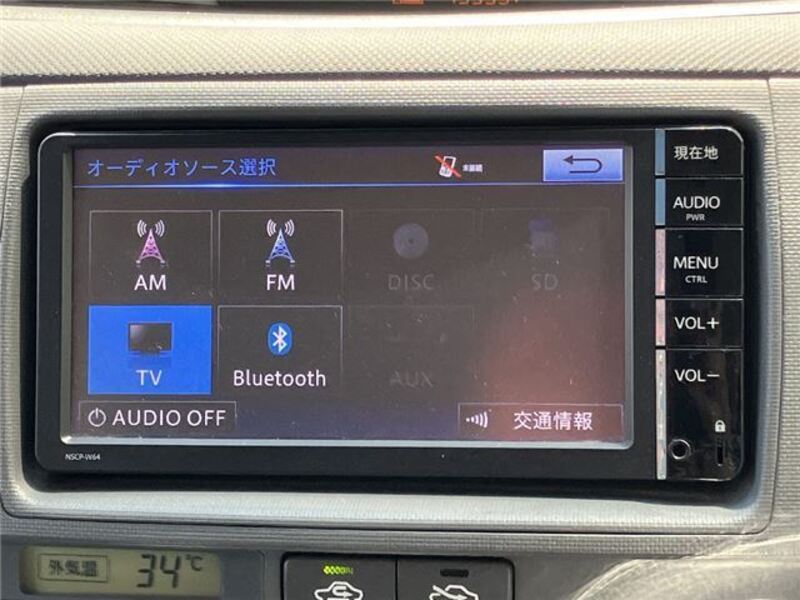 オーディオソース選択
未接続
AM
FM
DISC
SD
TV
Bluetooth
AUX
AUDIO OFF
交通情報
現在地
AUDIO
PWR
MENU
CTRL
VOL+
VOL−
NSCP-W64
外気温 34℃